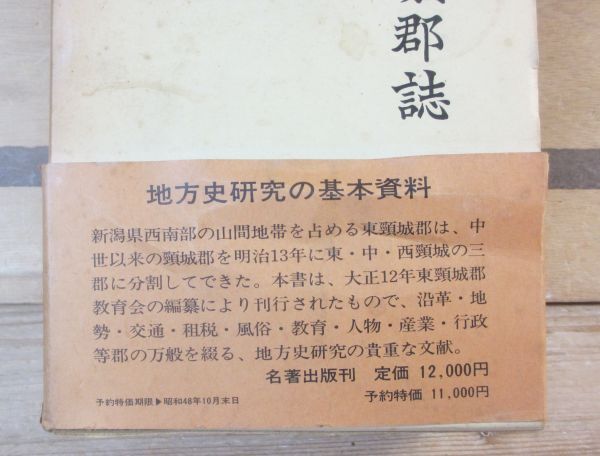 郡誌
地方史研究の基本資料
新潟県西南部の山間地帯を占める東頸城郡は、中
世以来の頸城郡を明治13年に東・中・西頸城の三
郡に分割してできた。本書は、大正12年東頸城郡
教育会の編纂により刊行されたもので、沿革・地
勢・交通・租税・風俗・教育・人物・産業・行政
等郡の万般を綴る、地方史研究の貴重な文献。
名著出版刊　定価 12,000円
予約特価期限▶昭和48年10月末日　予約特価 11,000円